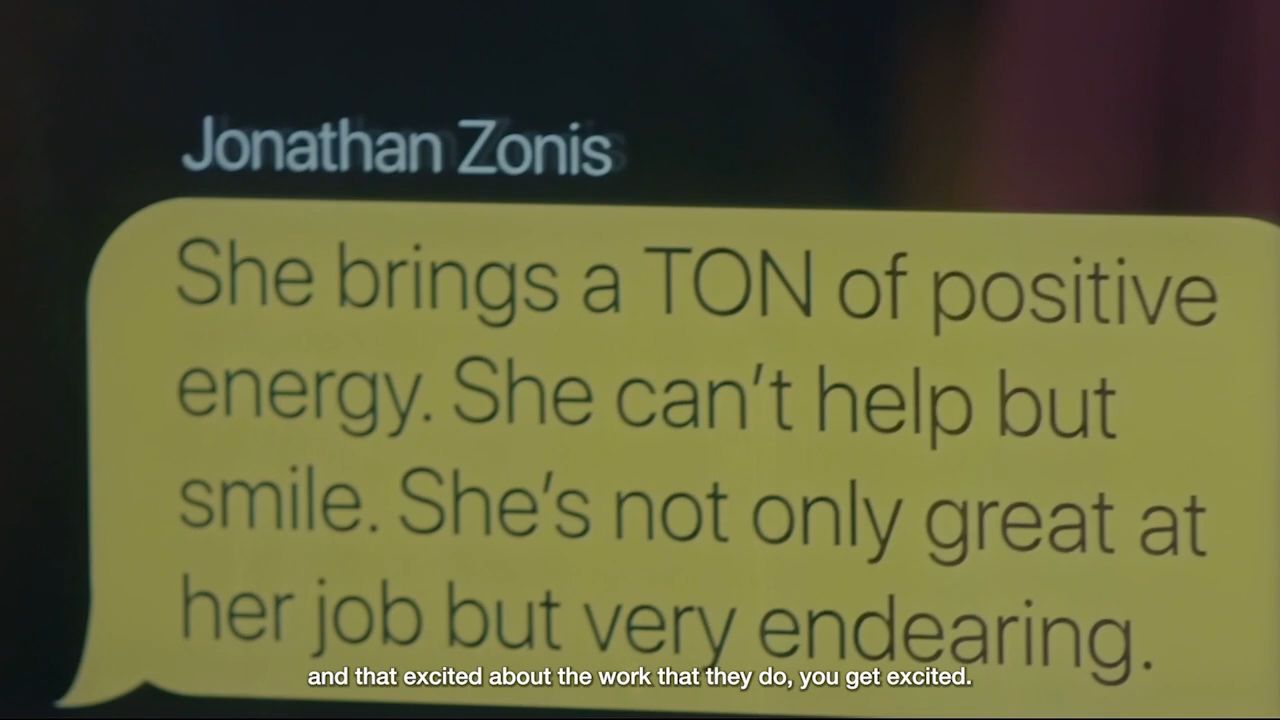 Jonathan Zonis
She brings a TON of positive
energy. She can't help but
smile. She's not only great at
her job but very endearing.
and that excited about the work that they do, you get excited.